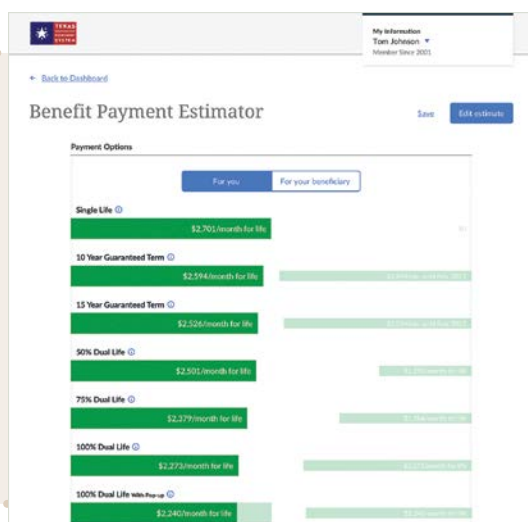 TEXAS
SYSTEM
My Information
Tom Johnson
Member Since 2001
Back to Dashboard
Benefit Payment Estimator
Save
Edit estimate
Payment Options
For you
For your beneficiary
Single Life
$2,701/month for life
$0
10 Year Guaranteed Term
$2,594/month for life
15 Year Guaranteed Term
$2,526/month for life
50% Dual Life
$2,501/month for life
75% Dual Life
$2,379/month for life
100% Dual Life
$2,273/month for life
100% Dual Life With Pop-up
$2,240/month for life